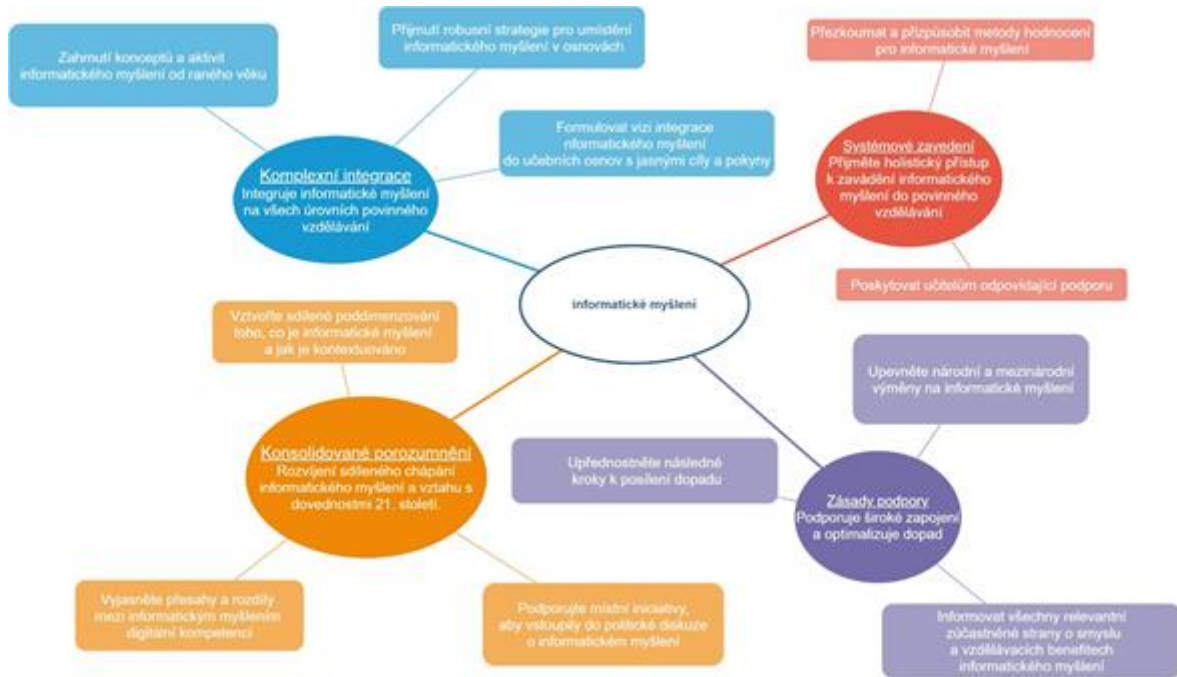 Zahrnutí konceptů a aktivit
informatického myšlení od raného věku
Přijmutí robusní strategie pro umístění
informatického myšlení v osnovách
Formulovat vizi integrace
nformatického myšlení
do učebních osnov s jasnými cíly a pokyny
Komplexní integrace
Integruje informatické myšlení
na všech úrovních povinného
vzdělávání
Přezkoumat a přizpůsobit metody hodnocení
pro informatické myšlení
Systémové zavedení
Přijměte holistický přístup
k zavádění informatického
myšlení do povinného
vzdělávání
Poskytovat učitelům odpovídající podporu
informatické myšlení
Vztvořte sdílené poddimenzování
toho, co je informatické myšlení
a jak je kontextuováno
Konsolidované porozumnění
Rozvíjení sdíleného chápání
informatického myšlení a vztahu s
dovednostmi 21. století.
Vyjasněte přesahy a rozdíly
mezi informatickým myšlením
digitální kompetencí
Podporujte místní iniciativy,
aby vstoupily do politické diskuze
o informatickém myšlení
Upevněte národní a mezinárodní
výměny na informatické myšlení
Upřednostněte následné
kroky k posílení dopadu
Zásady podpory
Podporuje široké zapojení
a optimalizuje dopad
Informovat všechny relevantní
zúčastněné strany o smyslu
a vzdělávacích benefitech
informatického myšlení